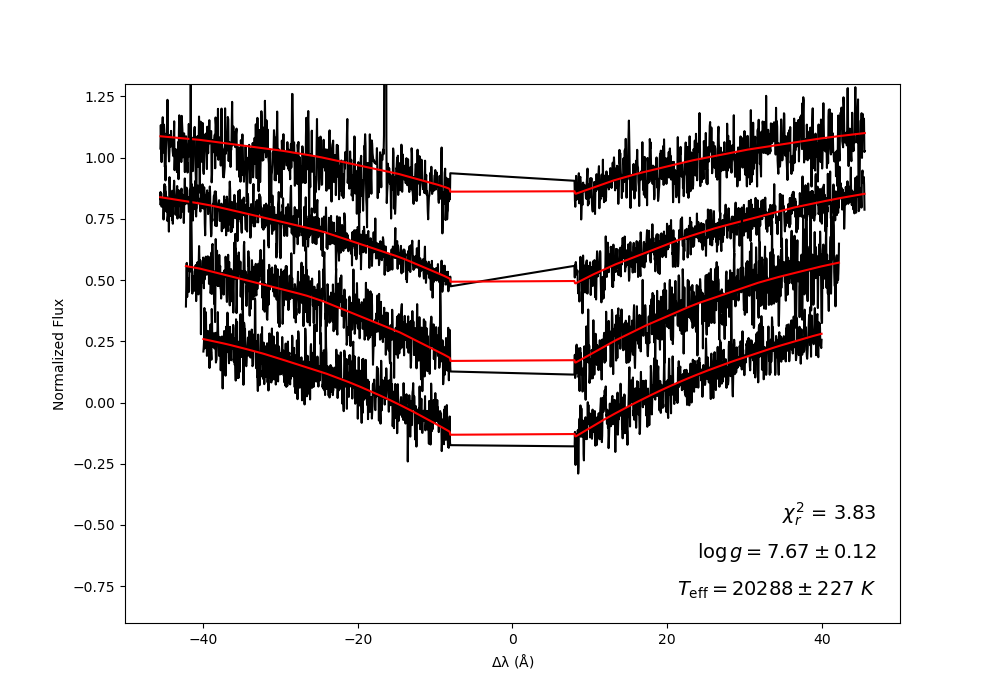 1.25
1.00
0.75
0.50
0.25
0.00
−0.25
−0.50
−0.75
Normalized Flux
χ²ᵣ = 3.83
log g = 7.67 ± 0.12
T_eff = 20288 ± 227 K
−40
−20
0
20
40
Δλ (Å)